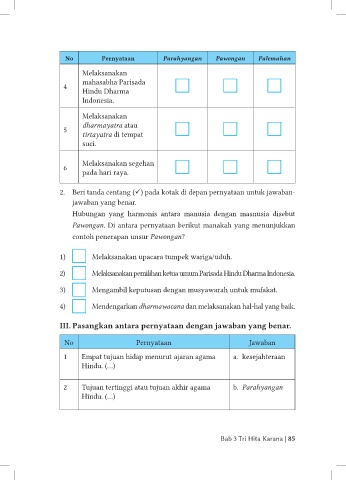 No Pernyataan Parahyangan Pawongan Palemahan
4 Melaksanakan
mahasabha Parisada
Hindu Dharma
Indonesia.
5 Melaksanakan
dharmayatra atau
tirtayatra di tempat
suci.
6 Melaksanakan segehan
pada hari raya.
2. Beri tanda centang (✓) pada kotak di depan pernyataan untuk jawaban-
jawaban yang benar.
Hubungan yang harmonis antara manusia dengan masnusia disebut
Pawongan. Di antara pernyataan berikut manakah yang menunjukkan
contoh penerapan unsur Pawongan?
1) Melaksanakan upacara tumpek wariga/uduh.
2) Melaksanakan pemilihan ketua umum Parisada Hindu Dharma Indonesia.
3) Mengambil keputusan dengan musyawarah untuk mufakat.
4) Mendengarkan dharmawacana dan melaksanakan hal-hal yang baik.
III. Pasangkan antara pernyataan dengan jawaban yang benar.
No Pernyataan Jawaban
1 Empat tujuan hidup menurut ajaran agama a. kesejahteraan
Hindu. (...)
2 Tujuan tertinggi atau tujuan akhir agama b. Parahyangan
Hindu. (...)
Bab 3 Tri Hita Karana | 85